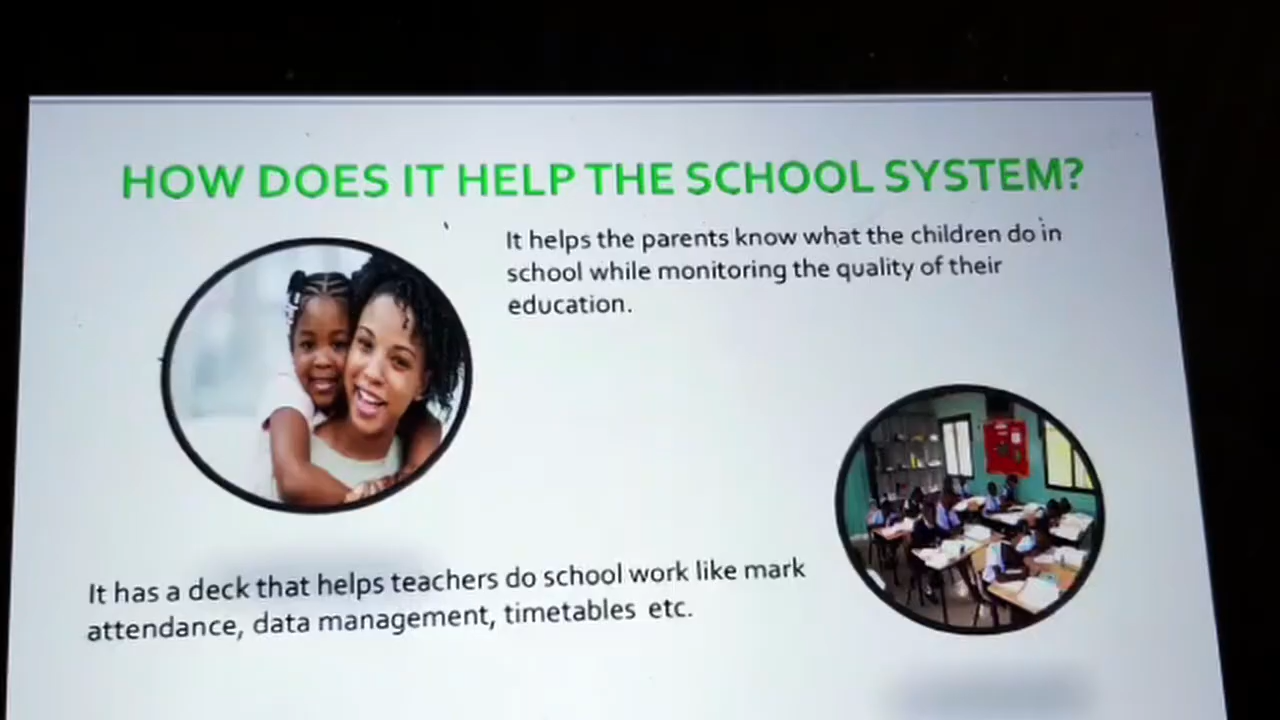 HOW DOES IT HELP THE SCHOOL SYSTEM?
It helps the parents know what the children do in
school while monitoring the quality of their
education.
It has a deck that helps teachers do school work like mark
attendance, data management, timetables etc.